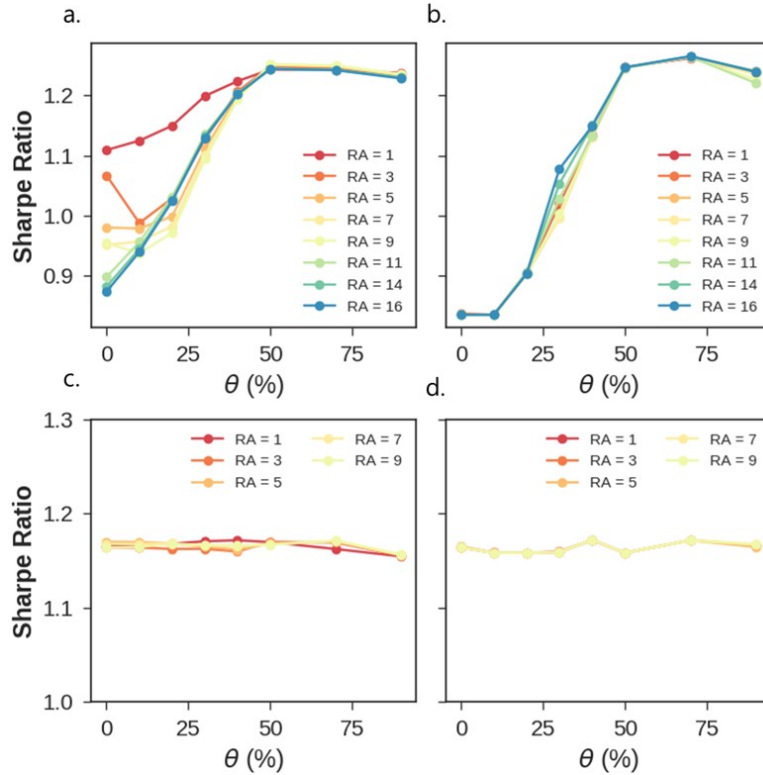 a.
Sharpe Ratio
1.2
1.1
1.0
0.9
RA = 1
RA = 3
RA = 5
RA = 7
RA = 9
RA = 11
RA = 14
RA = 16
0 25 50 75
θ (%)
b.
RA = 1
RA = 3
RA = 5
RA = 7
RA = 9
RA = 11
RA = 14
RA = 16
0 25 50 75
θ (%)
c.
Sharpe Ratio
1.3
1.2
1.1
1.0
RA = 1 RA = 7
RA = 3 RA = 9
RA = 5
0 25 50 75
θ (%)
d.
RA = 1 RA = 7
RA = 3 RA = 9
RA = 5
0 25 50 75
θ (%)